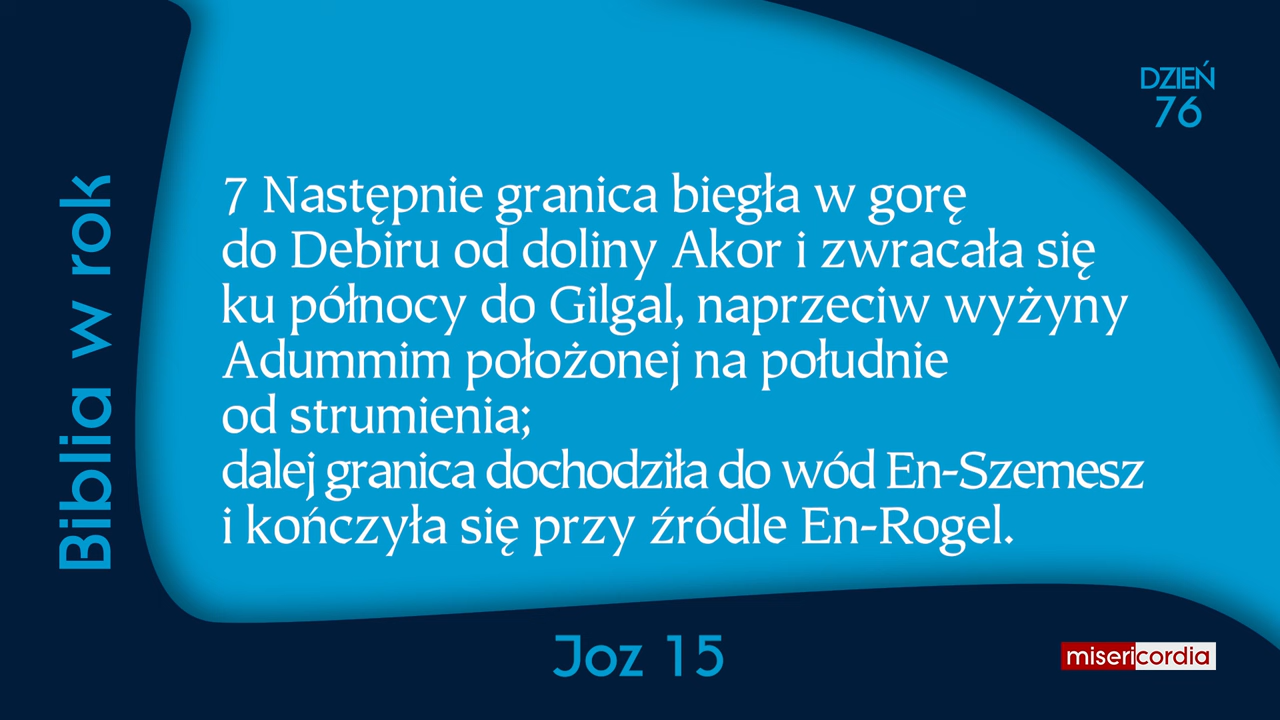 DZIEŃ
76
Biblia w rok
7 Następnie granica biegła w gorę
do Debiru od doliny Akor i zwracała się
ku północy do Gilgal, naprzeciw wyżyny
Adummim położonej na południe
od strumienia;
dalej granica dochodziła do wód En-Szemesz
i kończyła się przy źródle En-Rogel.
Joz 15
misericordia